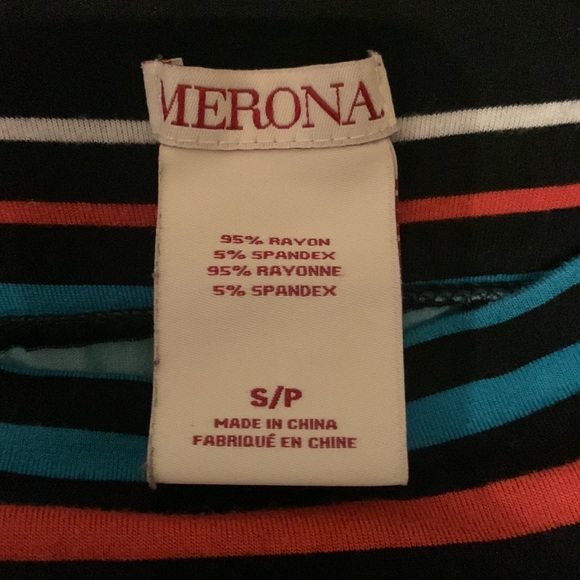 MERONA.
95% RAYON
5% SPANDEX
95% RAYONNE
5% SPANDEX
S/P
MADE IN CHINA
FABRIQUÉ EN CHINE